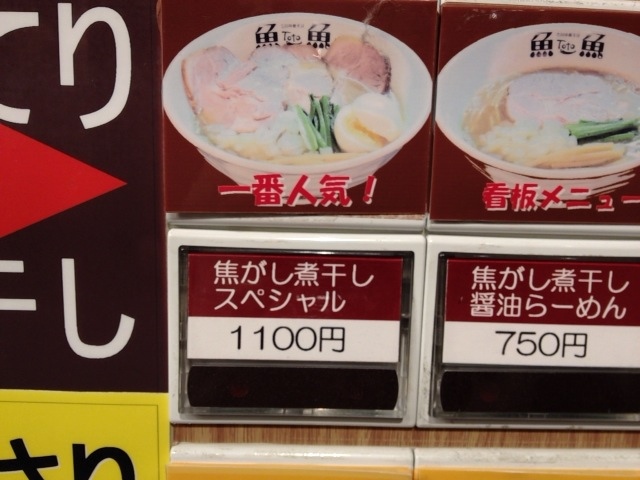 てり
干し
さり
魚 Toto 魚
一番人気！
焦がし煮干し
スペシャル
1100円
魚 Toto 魚
看板メニュー
焦がし煮干し
醤油らーめん
750円